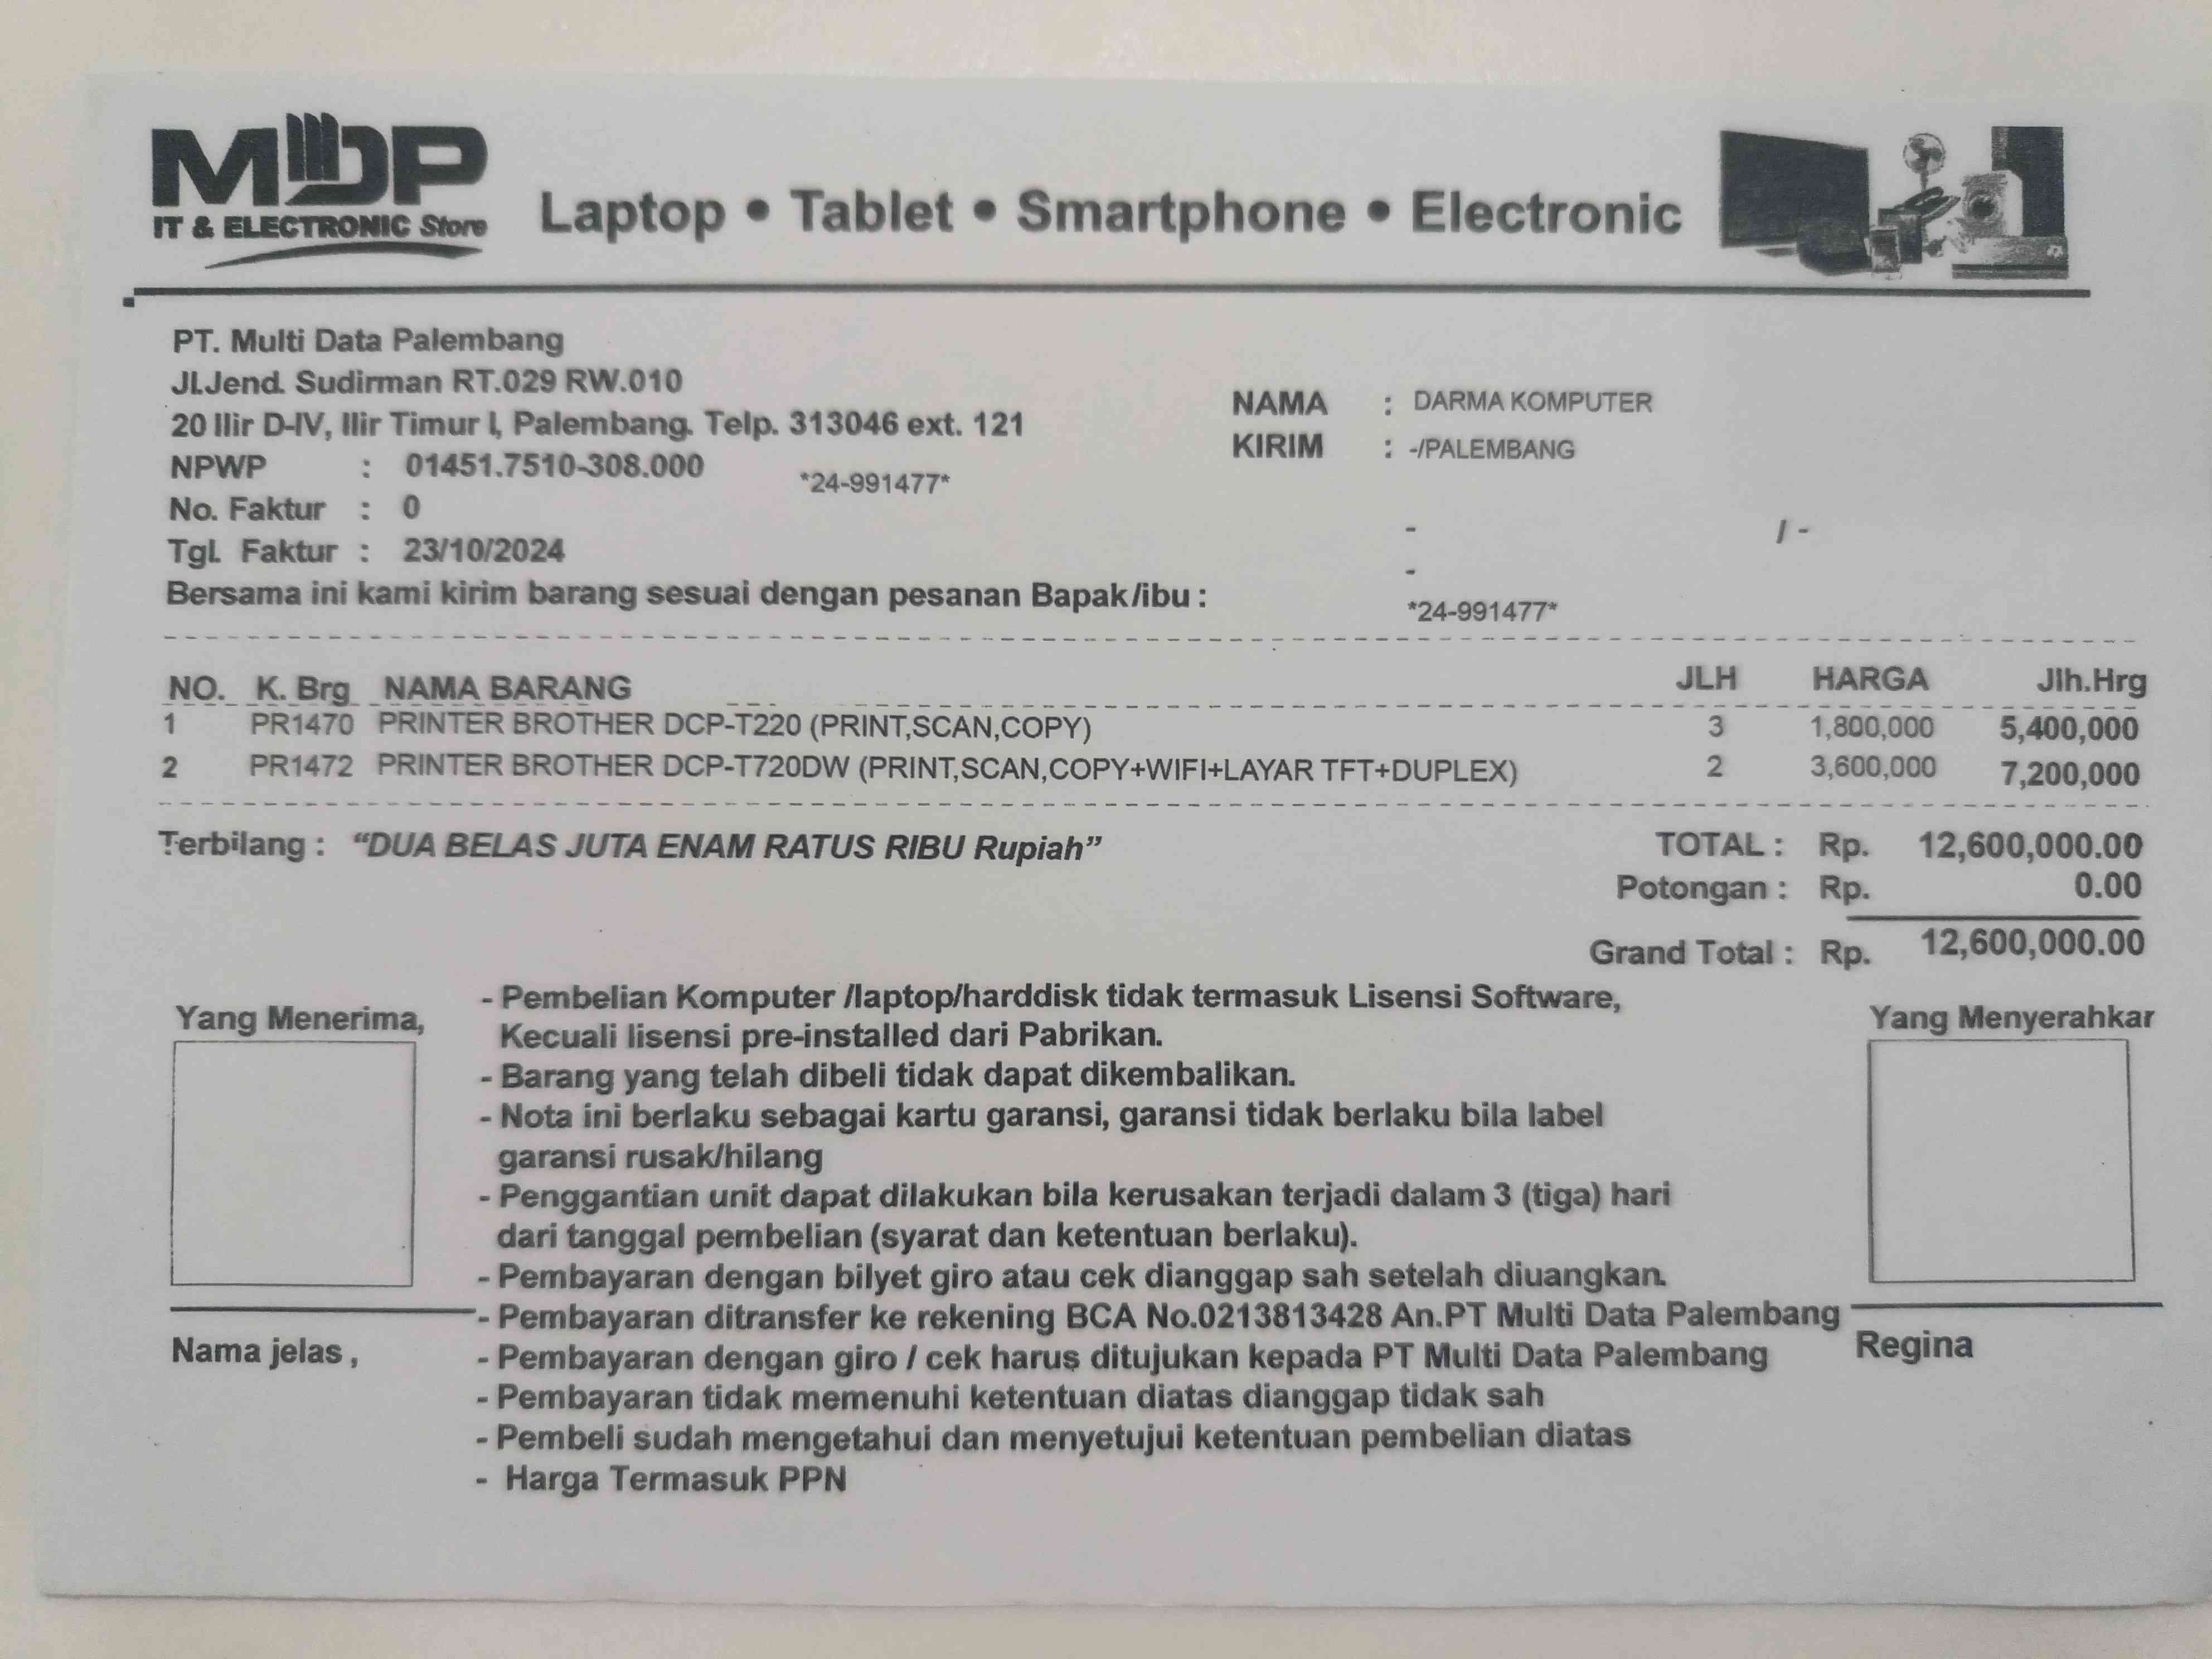 MDP
IT & ELECTRONIC Store
Laptop • Tablet • Smartphone • Electronic
PT. Multi Data Palembang
Jl.Jend. Sudirman RT.029 RW.010
20 Ilir D-IV, Ilir Timur I, Palembang. Telp. 313046 ext. 121
NPWP : 01451.7510-308.000 *24-991477*
No. Faktur : 0
Tgl. Faktur : 23/10/2024
NAMA : DARMA KOMPUTER
KIRIM : -/PALEMBANG
- / -
-
Bersama ini kami kirim barang sesuai dengan pesanan Bapak/ibu : *24-991477*
NO. K. Brg NAMA BARANG JLH HARGA Jlh.Hrg
1 PR1470 PRINTER BROTHER DCP-T220 (PRINT,SCAN,COPY) 3 1,800,000 5,400,000
2 PR1472 PRINTER BROTHER DCP-T720DW (PRINT,SCAN,COPY+WIFI+LAYAR TFT+DUPLEX) 2 3,600,000 7,200,000
Terbilang : “DUA BELAS JUTA ENAM RATUS RIBU Rupiah” TOTAL : Rp. 12,600,000.00
Potongan : Rp. 0.00
Grand Total : Rp. 12,600,000.00
Yang Menerima,
- Pembelian Komputer /laptop/harddisk tidak termasuk Lisensi Software,
Kecuali lisensi pre-installed dari Pabrikan.
- Barang yang telah dibeli tidak dapat dikembalikan.
- Nota ini berlaku sebagai kartu garansi, garansi tidak berlaku bila label
garansi rusak/hilang
- Penggantian unit dapat dilakukan bila kerusakan terjadi dalam 3 (tiga) hari
dari tanggal pembelian (syarat dan ketentuan berlaku).
- Pembayaran dengan bilyet giro atau cek dianggap sah setelah diuangkan.
- Pembayaran ditransfer ke rekening BCA No.0213813428 An.PT Multi Data Palembang
- Pembayaran dengan giro / cek harus ditujukan kepada PT Multi Data Palembang
- Pembayaran tidak memenuhi ketentuan diatas dianggap tidak sah
- Pembeli sudah mengetahui dan menyetujui ketentuan pembelian diatas
- Harga Termasuk PPN
Nama jelas ,
Yang Menyerahkar
Regina